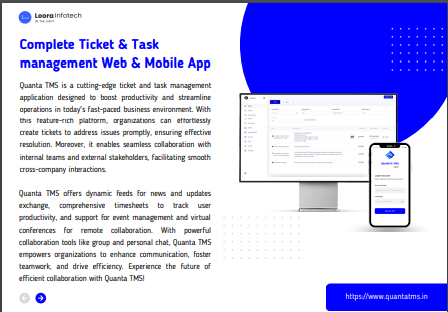 Leora Infotech
Complete Ticket & Task
management Web & Mobile App
Quanta TMS is a cutting-edge ticket and task management
application designed to boost productivity and streamline
operations in today's fast-paced business environment. With
this feature-rich platform, organizations can effortlessly
create tickets to address issues promptly, ensuring effective
resolution. Moreover, it enables seamless collaboration with
internal teams and external stakeholders, facilitating smooth
cross-company interactions.
Quanta TMS offers dynamic feeds for news and updates
exchange, comprehensive timesheets to track user
productivity, and support for event management and virtual
conferences for remote collaboration. With powerful
collaboration tools like group and personal chat, Quanta TMS
empowers organizations to enhance communication, foster
teamwork, and drive efficiency. Experience the future of
efficient collaboration with Quanta TMS!
QUANTA TMS
https://www.quantatms.in